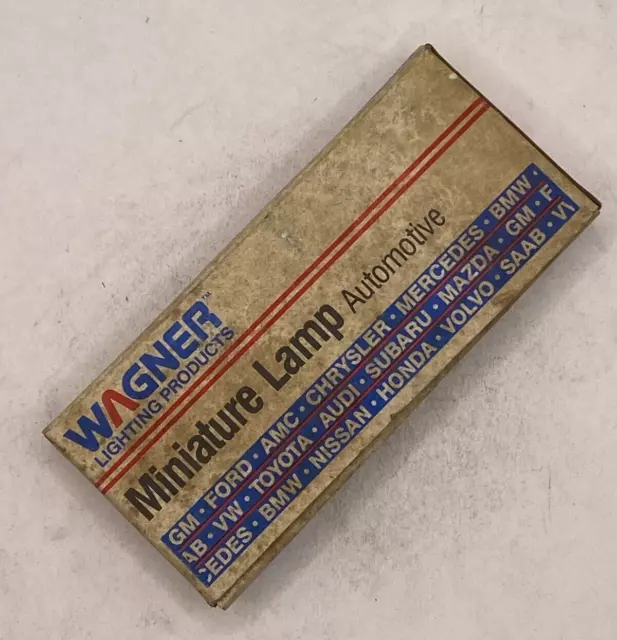 WAGNER™
LIGHTING PRODUCTS
Miniature Lamp Automotive
GM • FORD • AMC • CHRYSLER • MERCEDES • BMW •
AB • VW • TOYOTA • AUDI • SUBARU • MAZDA • GM • F
CEDES • BMW • NISSAN • HONDA • VOLVO • SAAB • V